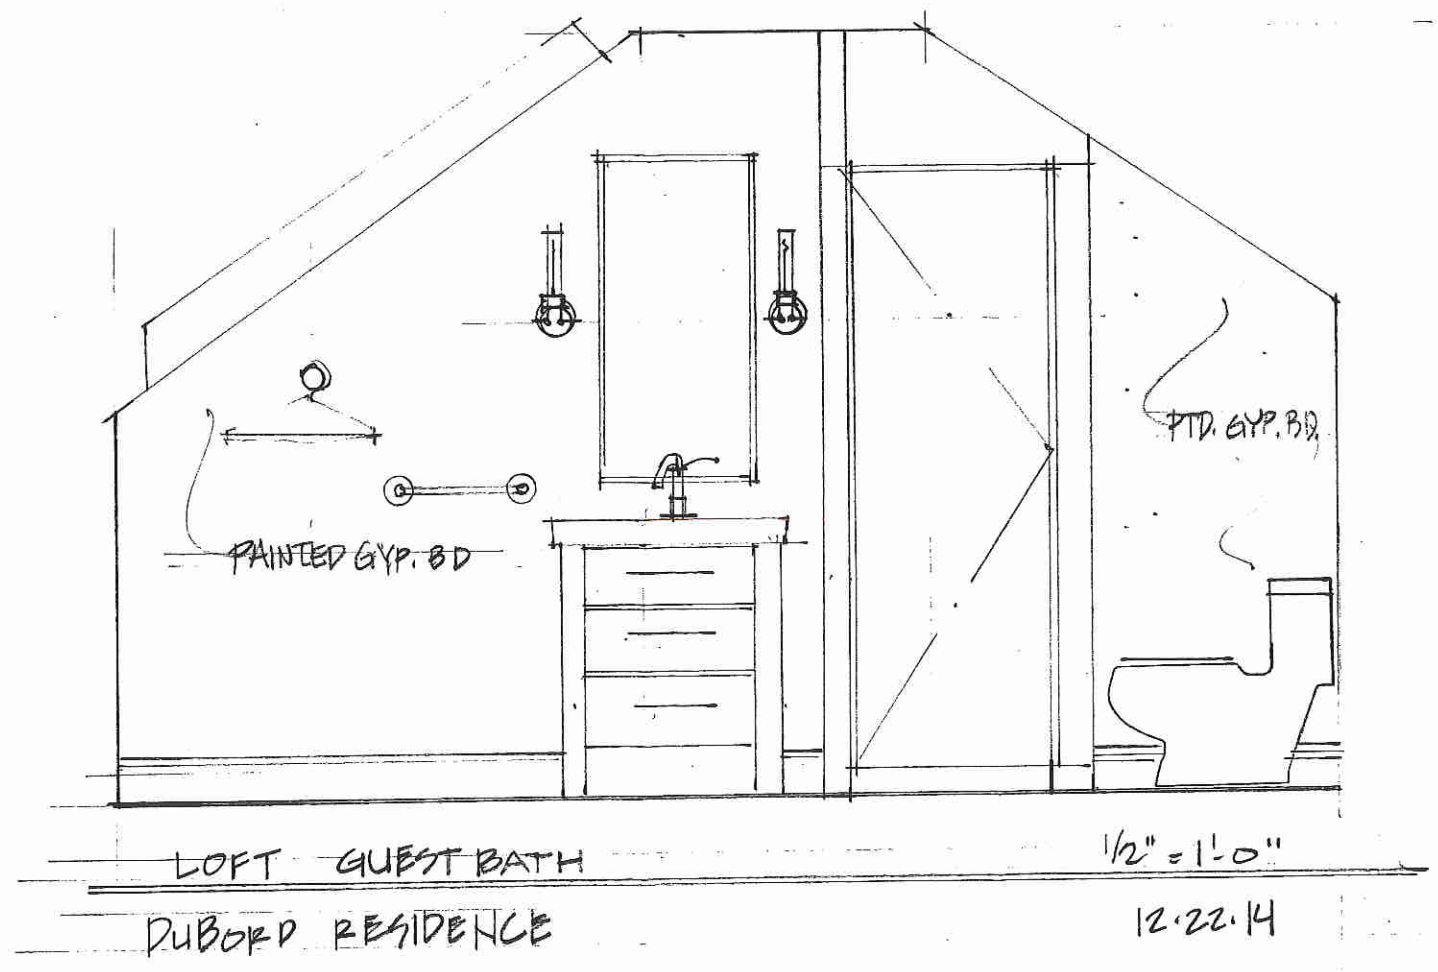 PTD. GYP. BD.
PAINTED GYP. BD
LOFT GUEST BATH 1/2" = 1'-0"
DUBORD RESIDENCE 12.22.14